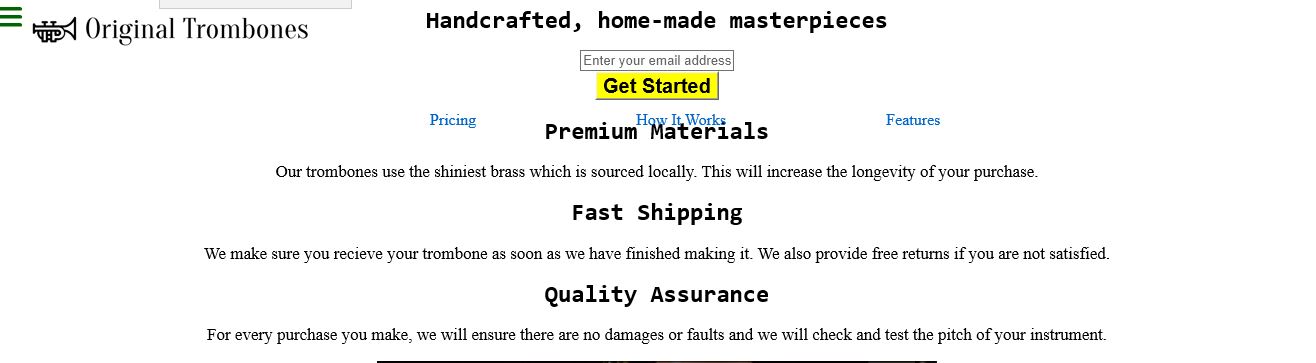 Original Trombones
Handcrafted, home-made masterpieces
Enter your email address
Get Started
Pricing How It Works Features
Premium Materials
Our trombones use the shiniest brass which is sourced locally. This will increase the longevity of your purchase.
Fast Shipping
We make sure you recieve your trombone as soon as we have finished making it. We also provide free returns if you are not satisfied.
Quality Assurance
For every purchase you make, we will ensure there are no damages or faults and we will check and test the pitch of your instrument.